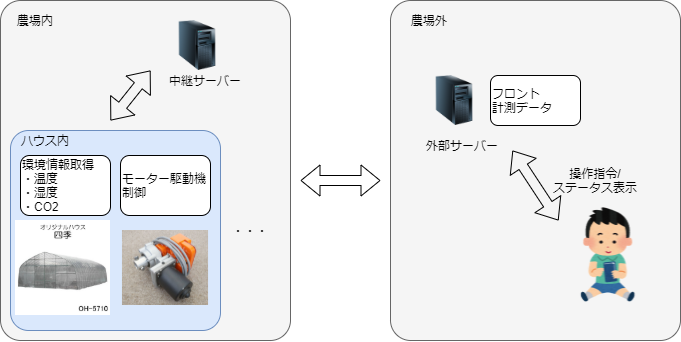 農場内
中継サーバー
ハウス内
環境情報取得
・温度
・湿度
・CO2
モーター駆動機
制御
オリジナルハウス
四季
OH-5710
・・・
農場外
フロント
計測データ
外部サーバー
操作指令/
ステータス表示